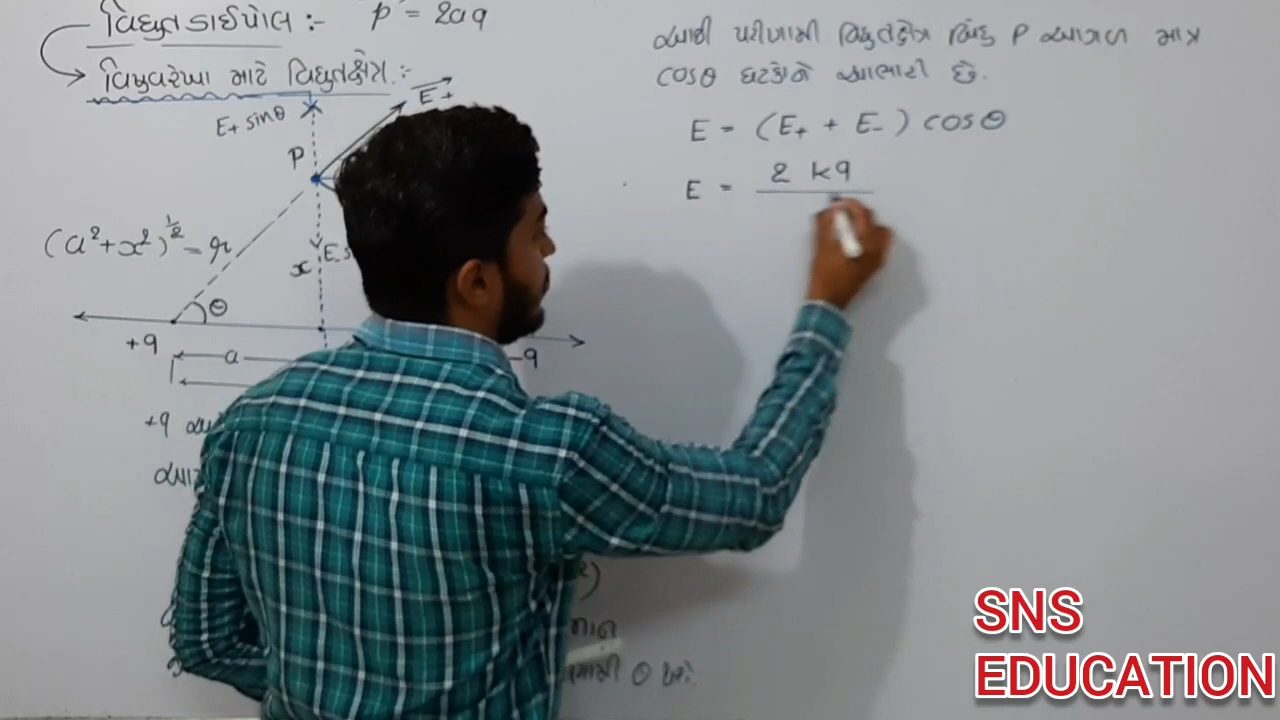 વિદ્યુત ડાઈપોલ :- p = 2aq
વિષુવરેખા માટે વિદ્યુતક્ષેત્ર :-
E+ sinθ
E+
P
(a²+x²)^½ = r
x
θ
+q
-q
a
+q
આથી પરીણામી વિદ્યુતક્ષેત્ર બિંદુ P આગળ માત્ર
cosθ ઘટકોને આભારી છે.
E = (E+ + E-) cosθ
E = 2 kq
SNS
EDUCATION